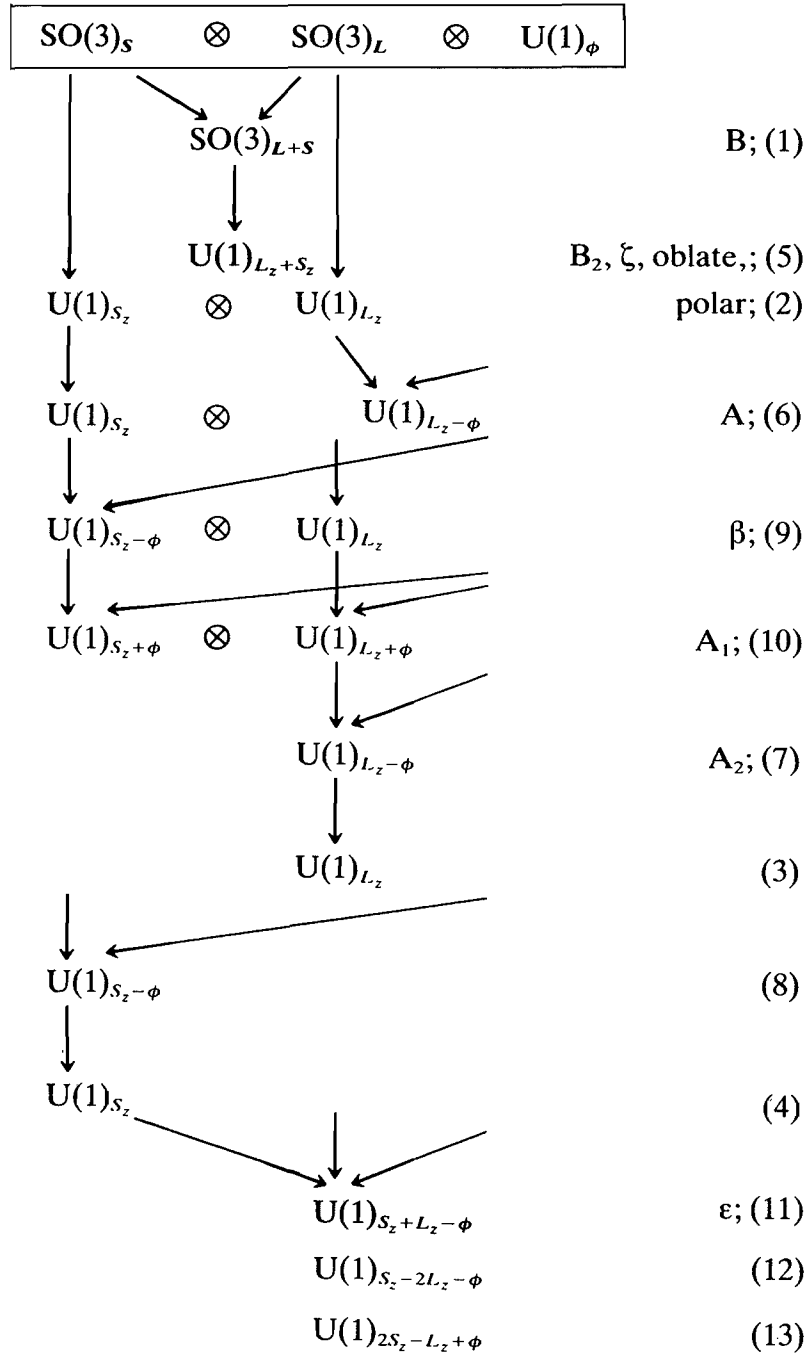 SO(3)_S ⊗ SO(3)_L ⊗ U(1)_ϕ
SO(3)_{L+S} B; (1)
U(1)_{L_z+S_z} B₂, ζ, oblate,; (5)
U(1)_{S_z} ⊗ U(1)_{L_z} polar; (2)
U(1)_{S_z} ⊗ U(1)_{L_z−ϕ} A; (6)
U(1)_{S_z−ϕ} ⊗ U(1)_{L_z} β; (9)
U(1)_{S_z+ϕ} ⊗ U(1)_{L_z+ϕ} A₁; (10)
U(1)_{L_z−ϕ} A₂; (7)
U(1)_{L_z} (3)
U(1)_{S_z−ϕ} (8)
U(1)_{S_z} (4)
U(1)_{S_z+L_z−ϕ} ε; (11)
U(1)_{S_z−2L_z−ϕ} (12)
U(1)_{2S_z−L_z+ϕ} (13)